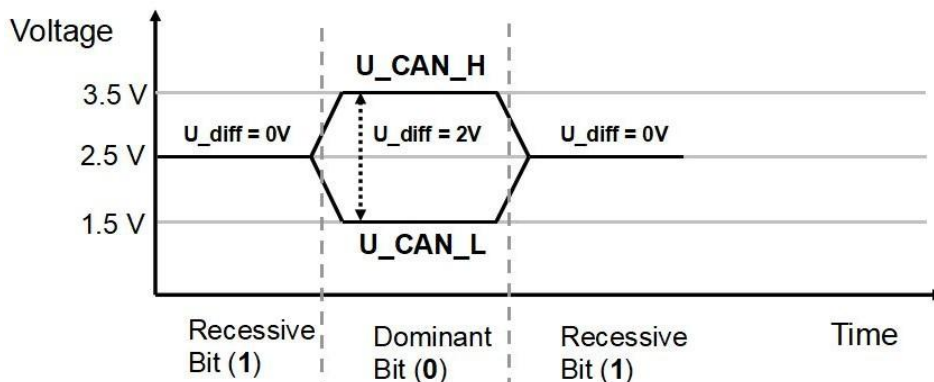 Voltage
U_CAN_H
3.5 V
U_diff = 0V
U_diff = 2V
U_diff = 0V
2.5 V
1.5 V
U_CAN_L
Recessive
Bit (1)
Dominant
Bit (0)
Recessive
Bit (1)
Time